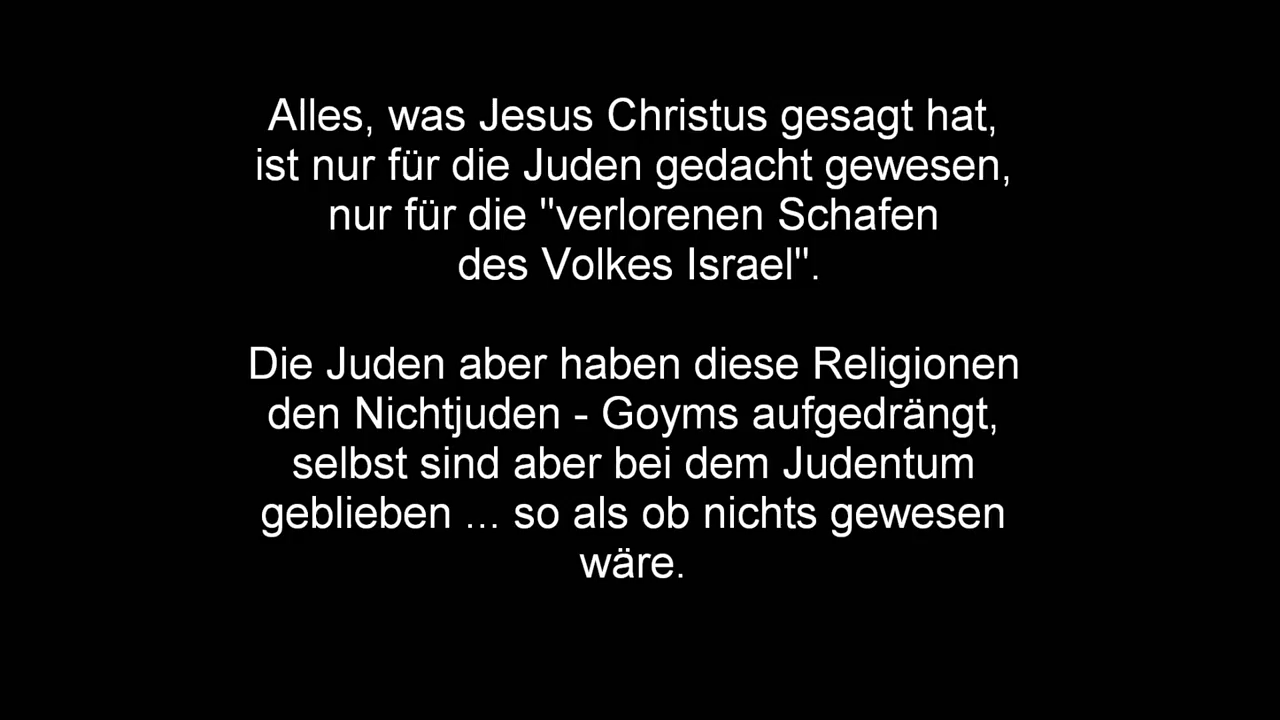 Alles, was Jesus Christus gesagt hat,
ist nur für die Juden gedacht gewesen,
nur für die "verlorenen Schafen
des Volkes Israel".
Die Juden aber haben diese Religionen
den Nichtjuden - Goyms aufgedrängt,
selbst sind aber bei dem Judentum
geblieben ... so als ob nichts gewesen
wäre.